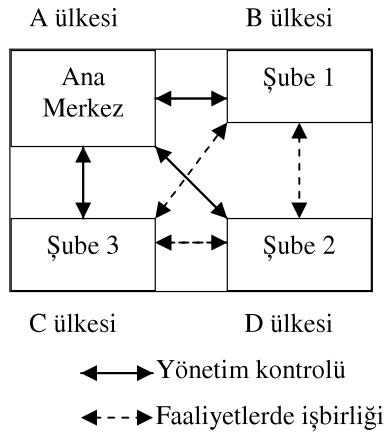 A ülkesi
B ülkesi
Ana
Merkez
Şube 1
Şube 3
Şube 2
C ülkesi
D ülkesi
Yönetim kontrolü
Faaliyetlerde işbirliği